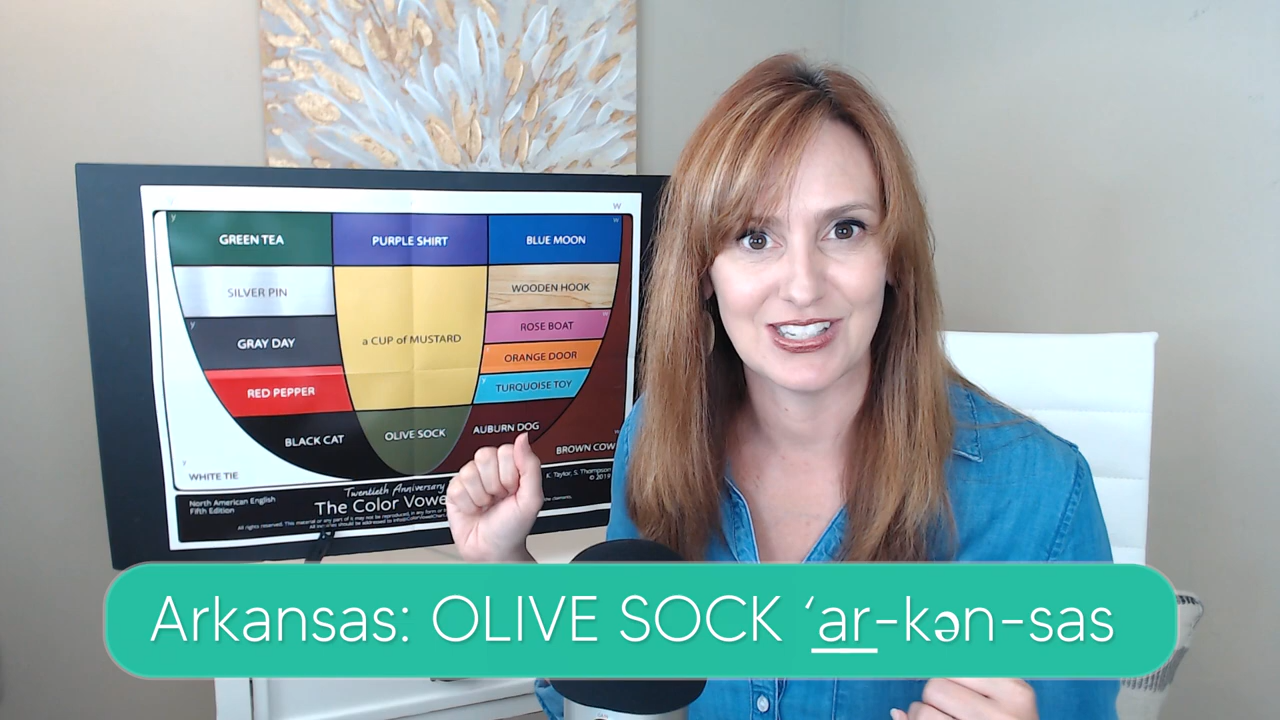 y
w
w
GREEN TEA
PURPLE SHIRT
BLUE MOON
SILVER PIN
WOODEN HOOK
y
GRAY DAY
a CUP of MUSTARD
ROSE BOAT
w
ORANGE DOOR
RED PEPPER
y
TURQUOISE TOY
BLACK CAT
OLIVE SOCK
AUBURN DOG
w
BROWN COW
y
WHITE TIE
North American English
Fifth Edition
Twentieth Anniversary
The Color Vowe
K. Taylor, S. Thompson
© 2019
Arkansas: OLIVE SOCK ‘ar-kən-sas